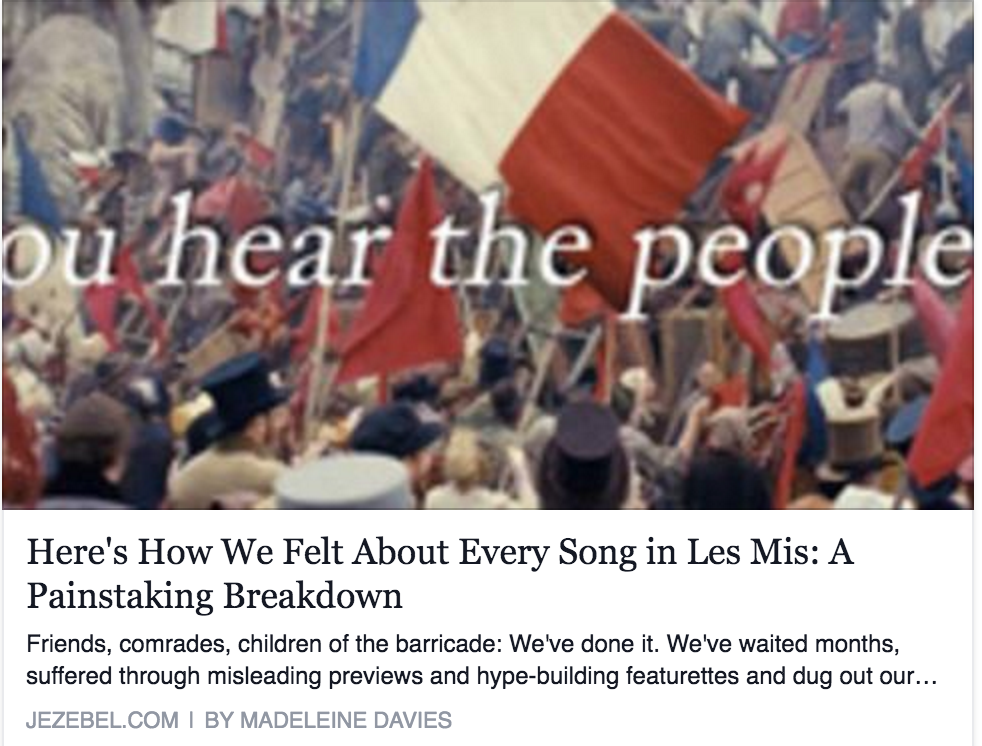 ou hear the people
Here's How We Felt About Every Song in Les Mis: A
Painstaking Breakdown
Friends, comrades, children of the barricade: We've done it. We've waited months,
suffered through misleading previews and hype-building featurettes and dug out our...
JEZEBEL.COM | BY MADELEINE DAVIES